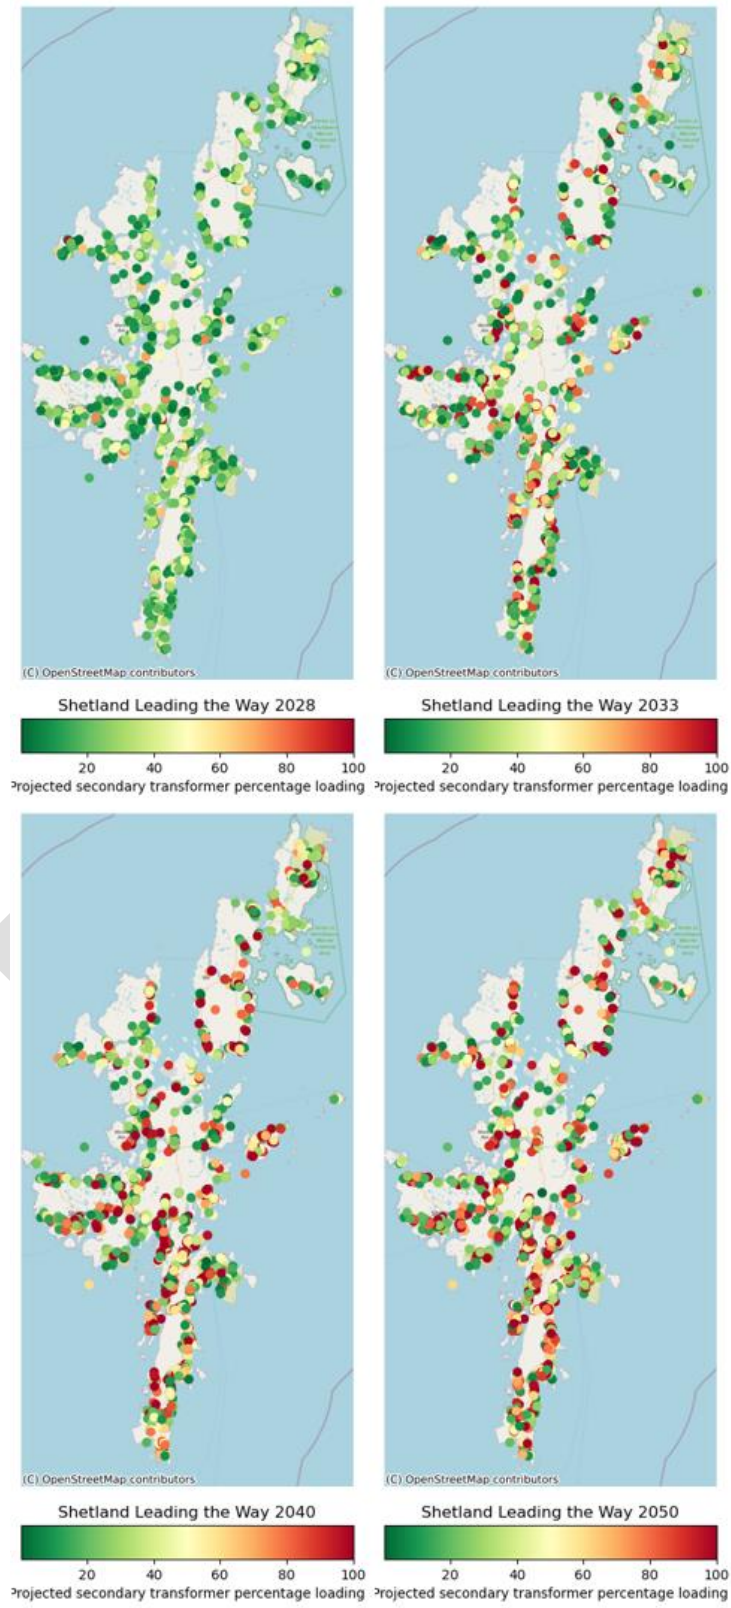 (C) OpenStreetMap contributors
(C) OpenStreetMap contributors
Shetland Leading the Way 2028
Shetland Leading the Way 2033
20 40 60 80 100
20 40 60 80 100
Projected secondary transformer percentage loading
Projected secondary transformer percentage loading
(C) OpenStreetMap contributors
(C) OpenStreetMap contributors
Shetland Leading the Way 2040
Shetland Leading the Way 2050
20 40 60 80 100
20 40 60 80 100
Projected secondary transformer percentage loading
Projected secondary transformer percentage loading